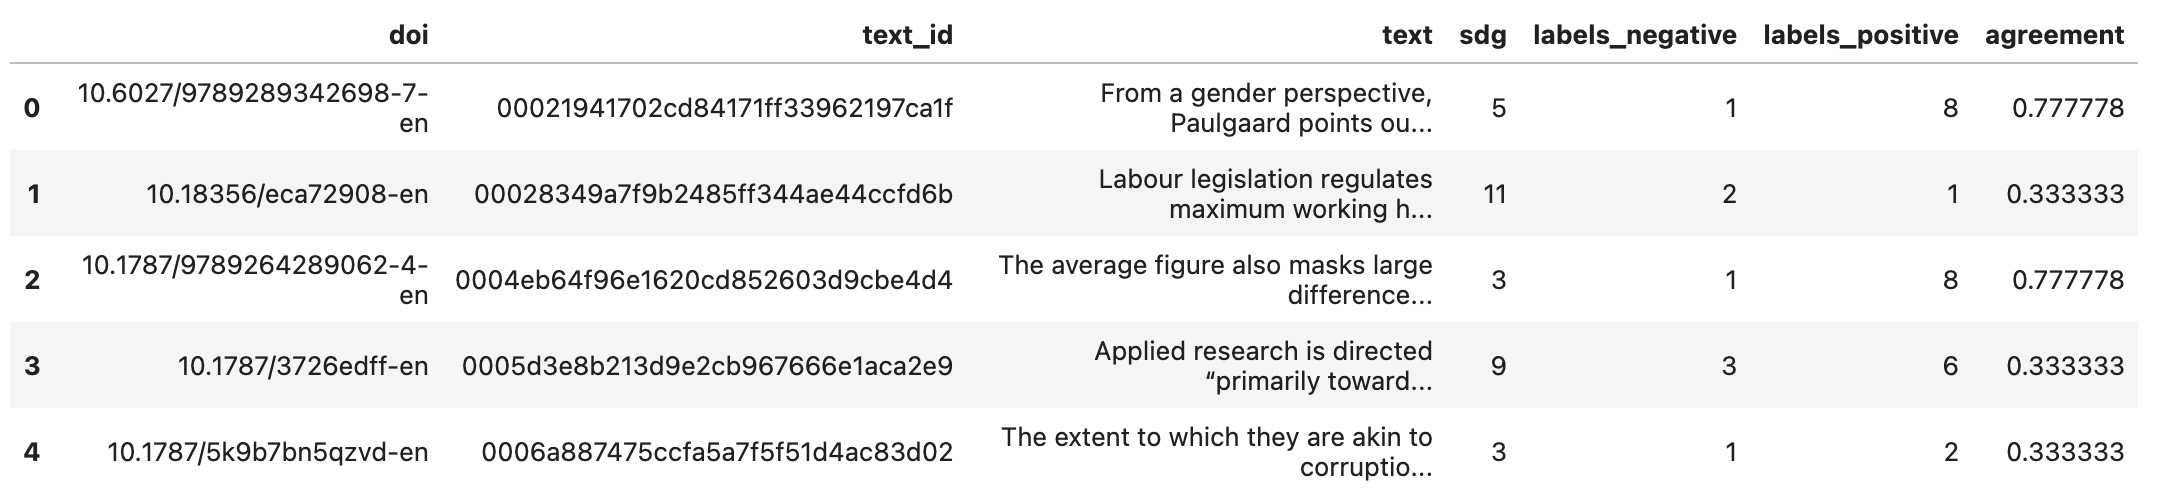 doi text_id text sdg labels_negative labels_positive agreement
0 10.6027/9789289342698-7-en 00021941702cd84171ff33962197ca1f From a gender perspective, Paulgaard points ou... 5 1 8 0.777778
1 10.18356/eca72908-en 00028349a7f9b2485ff344ae44ccfd6b Labour legislation regulates maximum working h... 11 2 1 0.333333
2 10.1787/9789264289062-4-en 0004eb64f96e1620cd852603d9cbe4d4 The average figure also masks large difference... 3 1 8 0.777778
3 10.1787/3726edff-en 0005d3e8b213d9e2cb967666e1aca2e9 Applied research is directed “primarily toward... 9 3 6 0.333333
4 10.1787/5k9b7bn5qzvd-en 0006a887475ccfa5a7f5f51d4ac83d02 The extent to which they are akin to corruptio... 3 1 2 0.333333